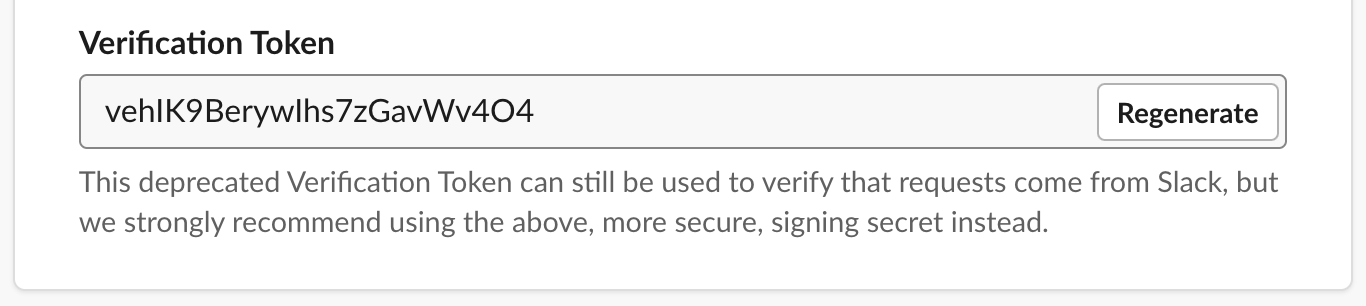 Verification Token
vehIK9BerywIhs7zGavWv4O4
Regenerate
This deprecated Verification Token can still be used to verify that requests come from Slack, but
we strongly recommend using the above, more secure, signing secret instead.